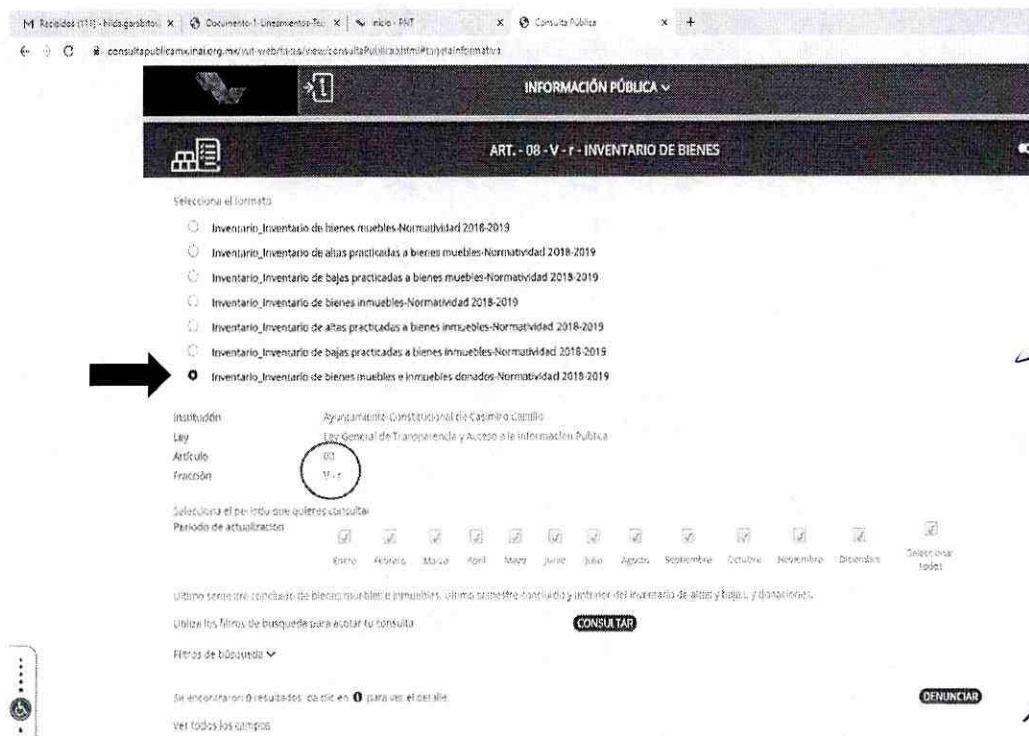 Recibidos (111) - hilda.garabito
Documento-1-Lineamientos-Tec
Inicio - PNT
Consulta Pública
consultapublicamx.inai.org.mx/vut-web/faces/view/consultaPublica.xhtml#tarjetaInformativa
INFORMACIÓN PÚBLICA
ART. - 08 - V - r - INVENTARIO DE BIENES
Selecciona el formato
Inventario_Inventario de bienes muebles-Normatividad 2018-2019
Inventario_Inventario de altas practicadas a bienes muebles-Normatividad 2018-2019
Inventario_Inventario de bajas practicadas a bienes muebles-Normatividad 2018-2019
Inventario_Inventario de bienes inmuebles-Normatividad 2018-2019
Inventario_Inventario de altas practicadas a bienes inmuebles-Normatividad 2018-2019
Inventario_Inventario de bajas practicadas a bienes inmuebles-Normatividad 2018-2019
Inventario_Inventario de bienes muebles e inmuebles donados-Normatividad 2018-2019
Institución Ayuntamiento Constitucional de Casimiro Castillo
Ley Ley General de Transparencia y Acceso a la Información Pública
Artículo
Fracción V - r
Selecciona el periodo que quieres consultar
Periodo de actualización
Enero Febrero Marzo Abril Mayo Junio Julio Agosto Septiembre Octubre Noviembre Diciembre Seleccionar todos
Último semestre concluido de bienes muebles e inmuebles, último semestre concluido y anterior del inventario de altas y bajas, y donaciones.
Utiliza los filtros de búsqueda para acotar tu consulta CONSULTAR
Filtros de búsqueda
Se encontraron 0 resultados, da clic en i para ver el detalle. DENUNCIAR
Ver todos los campos